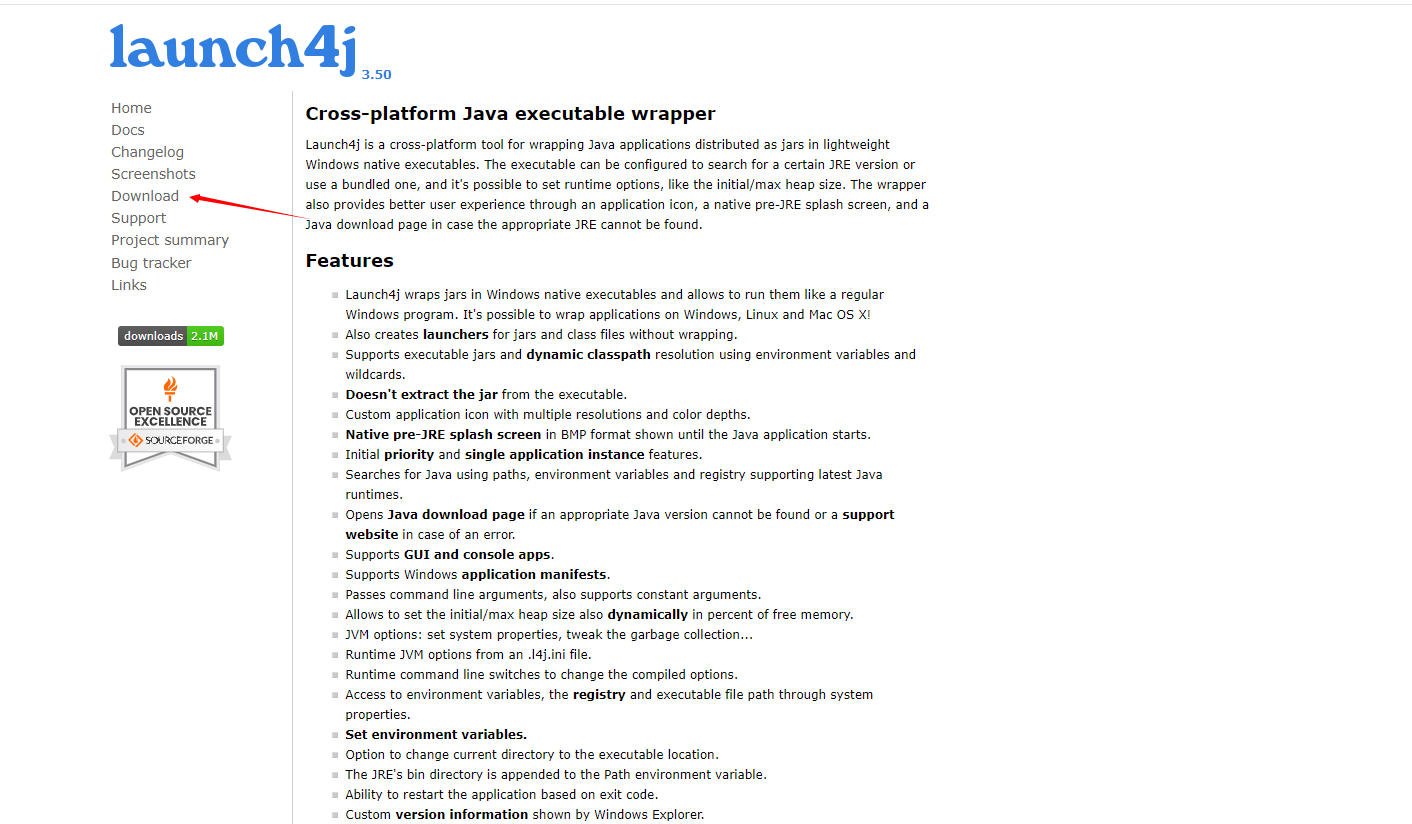 launch4j 3.50
Home
Docs
Changelog
Screenshots
Download
Support
Project summary
Bug tracker
Links
downloads 2.1M
OPEN SOURCE
EXCELLENCE
SOURCEFORGE
Cross-platform Java executable wrapper
Launch4j is a cross-platform tool for wrapping Java applications distributed as jars in lightweight
Windows native executables. The executable can be configured to search for a certain JRE version or
use a bundled one, and it's possible to set runtime options, like the initial/max heap size. The wrapper
also provides better user experience through an application icon, a native pre-JRE splash screen, and a
Java download page in case the appropriate JRE cannot be found.
Features
Launch4j wraps jars in Windows native executables and allows to run them like a regular
Windows program. It's possible to wrap applications on Windows, Linux and Mac OS X!
Also creates launchers for jars and class files without wrapping.
Supports executable jars and dynamic classpath resolution using environment variables and
wildcards.
Doesn't extract the jar from the executable.
Custom application icon with multiple resolutions and color depths.
Native pre-JRE splash screen in BMP format shown until the Java application starts.
Initial priority and single application instance features.
Searches for Java using paths, environment variables and registry supporting latest Java
runtimes.
Opens Java download page if an appropriate Java version cannot be found or a support
website in case of an error.
Supports GUI and console apps.
Supports Windows application manifests.
Passes command line arguments, also supports constant arguments.
Allows to set the initial/max heap size also dynamically in percent of free memory.
JVM options: set system properties, tweak the garbage collection...
Runtime JVM options from an .l4j.ini file.
Runtime command line switches to change the compiled options.
Access to environment variables, the registry and executable file path through system
properties.
Set environment variables.
Option to change current directory to the executable location.
The JRE's bin directory is appended to the Path environment variable.
Ability to restart the application based on exit code.
Custom version information shown by Windows Explorer.